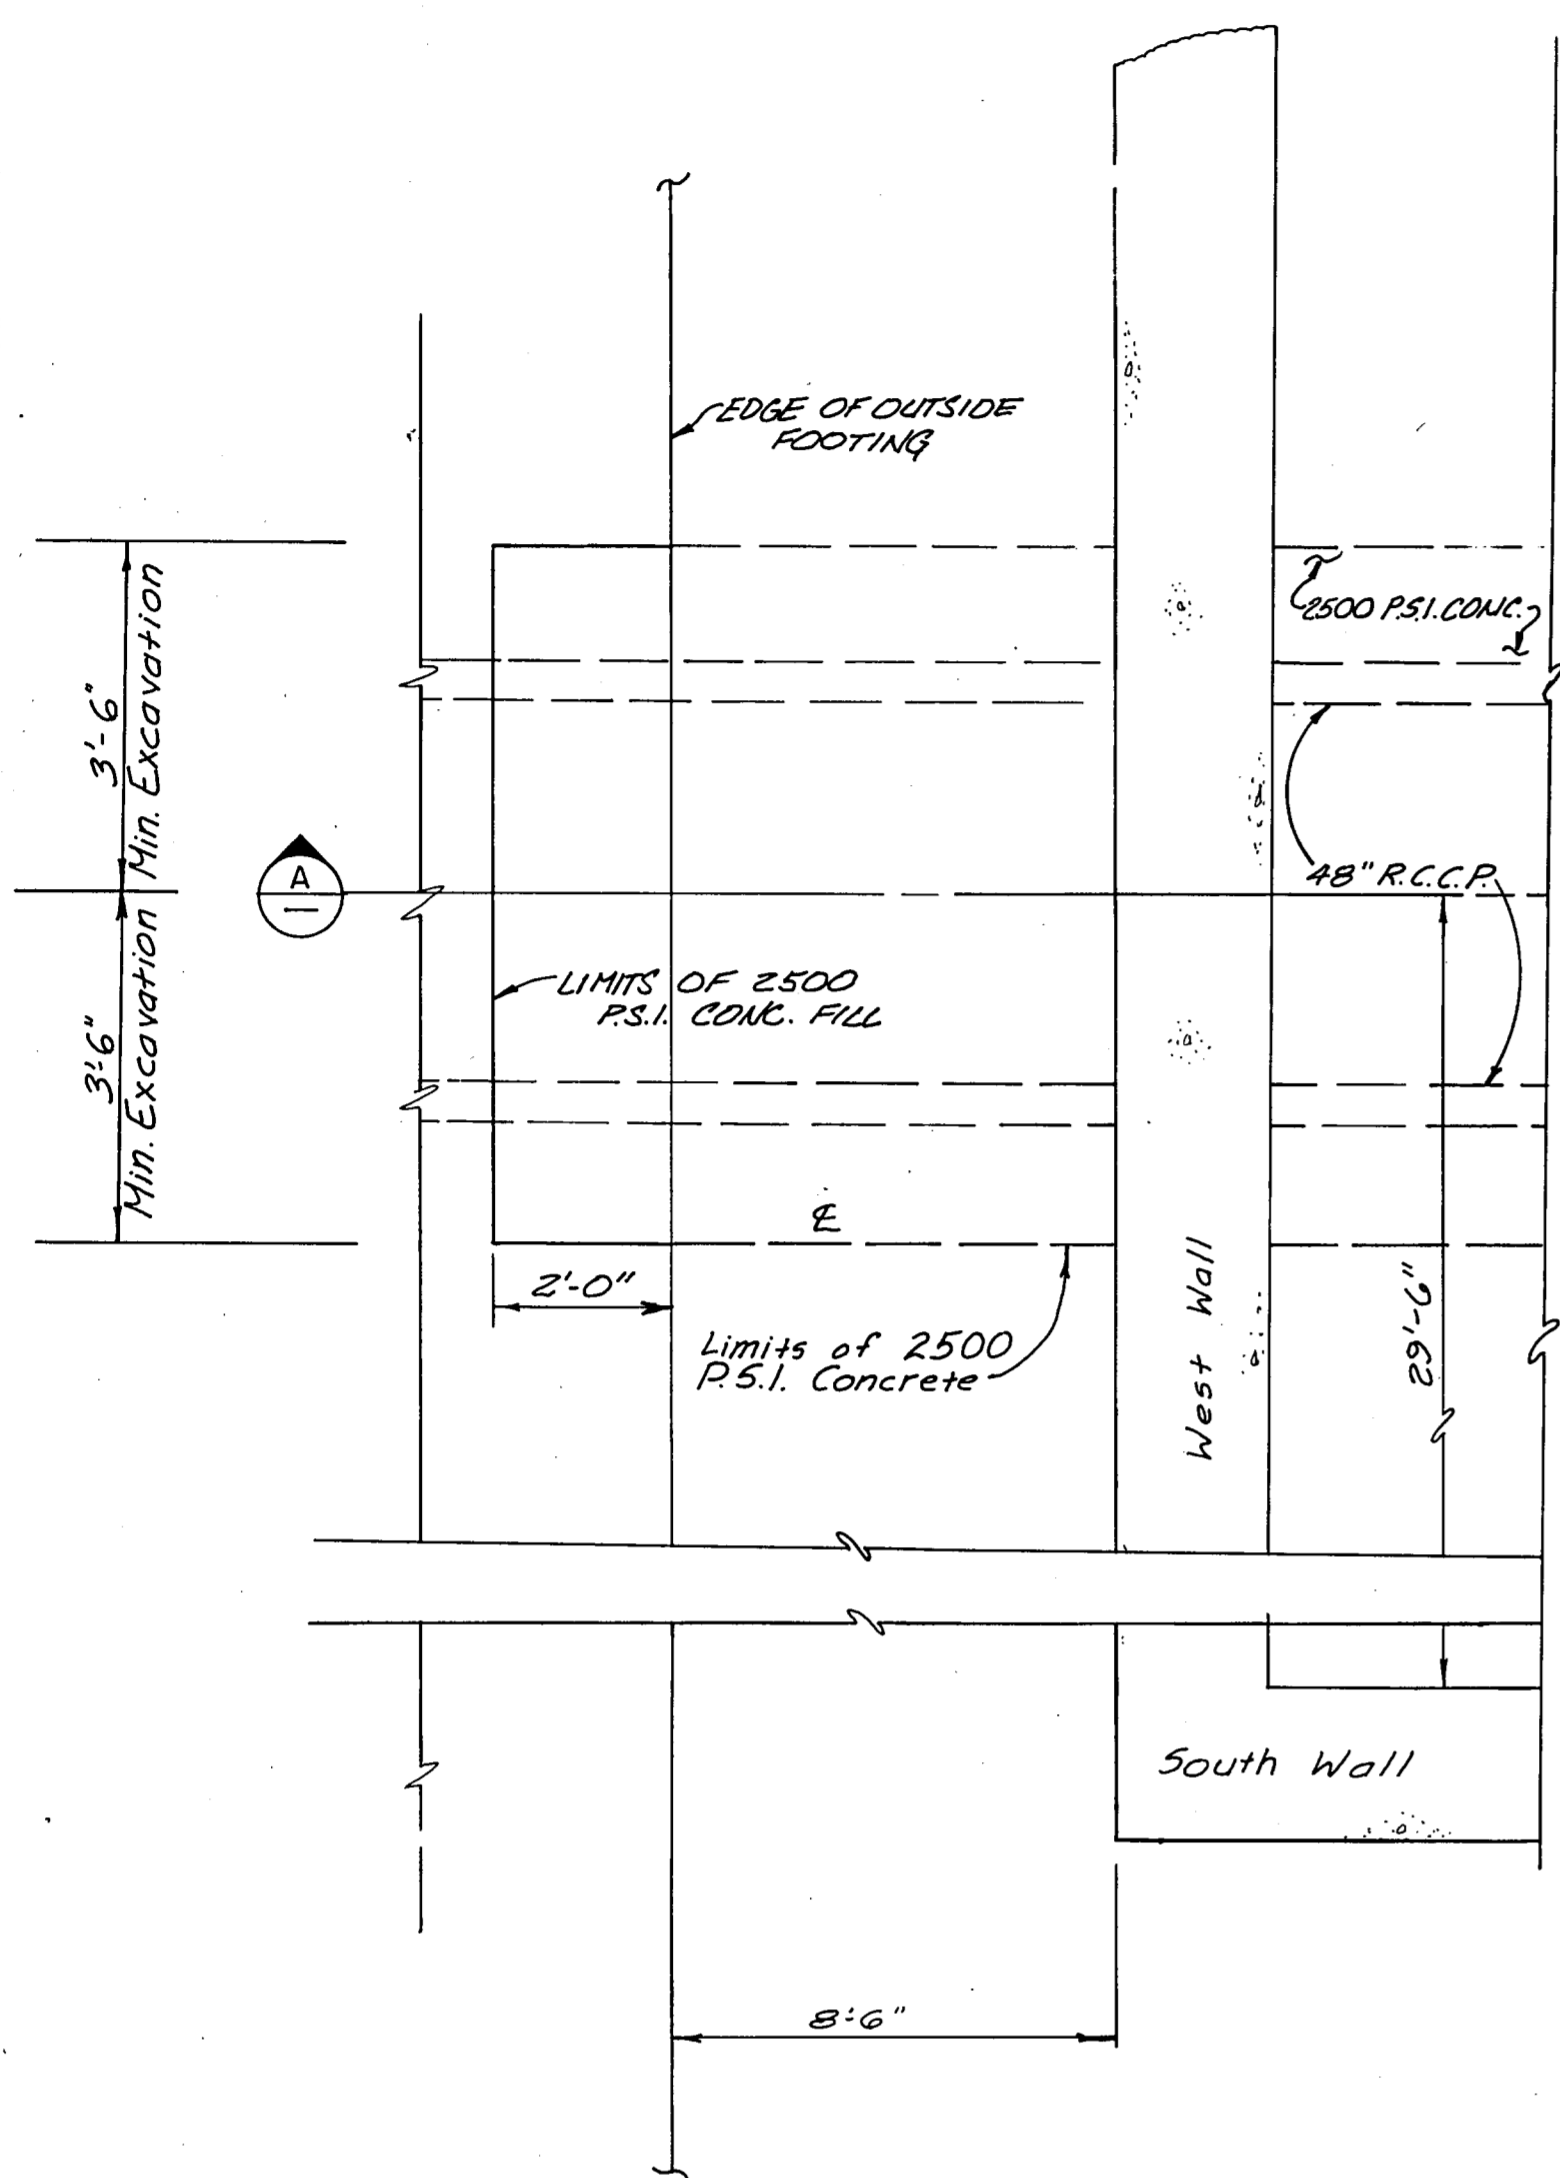 EDGE OF OUTSIDE
FOOTING
3'-6"
Min. Excavation
2500 P.S.I. CONC.
A
48" R.C.C.P.
3'-6"
Min. Excavation
LIMITS OF 2500
P.S.I. CONC. FILL
℄
2'-0"
Limits of 2500
P.S.I. Concrete
West Wall
29'-6"
South Wall
8'-6"